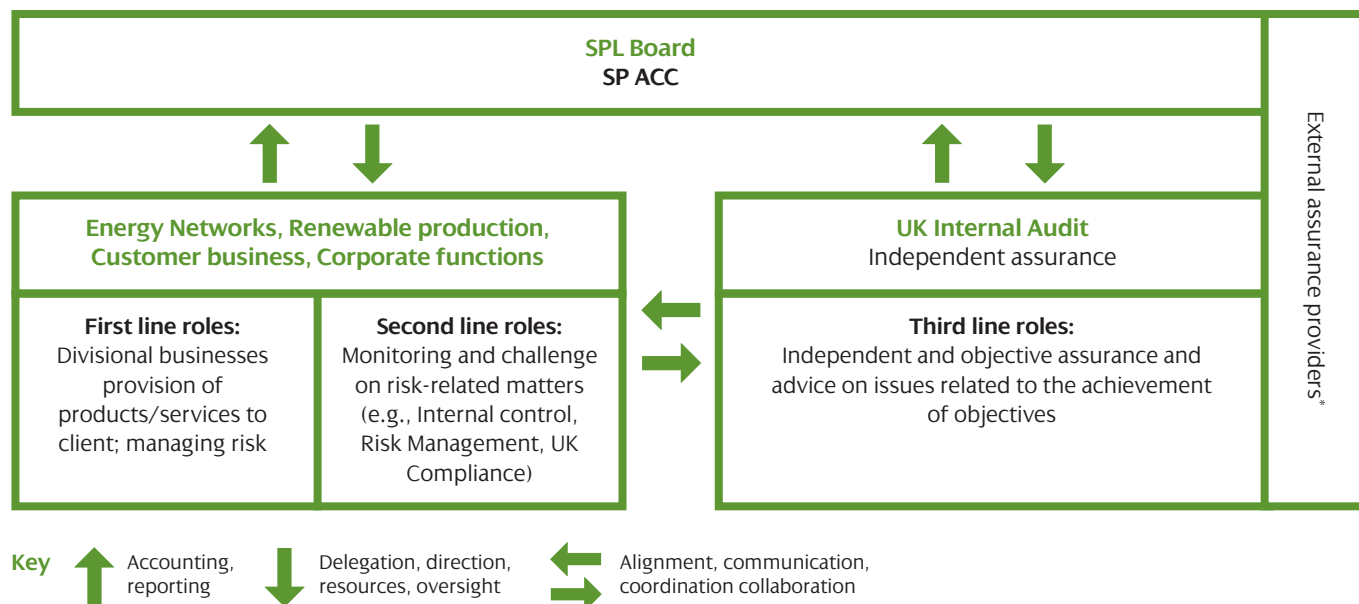 SPL Board
SP ACC
External assurance providers*
Energy Networks, Renewable production,
Customer business, Corporate functions
UK Internal Audit
Independent assurance
First line roles:
Divisional businesses
provision of
products/services to
client; managing risk
Second line roles:
Monitoring and challenge
on risk-related matters
(e.g., Internal control,
Risk Management, UK
Compliance)
Third line roles:
Independent and objective assurance and
advice on issues related to the achievement
of objectives
Key
Accounting,
reporting
Delegation, direction,
resources, oversight
Alignment, communication,
coordination collaboration